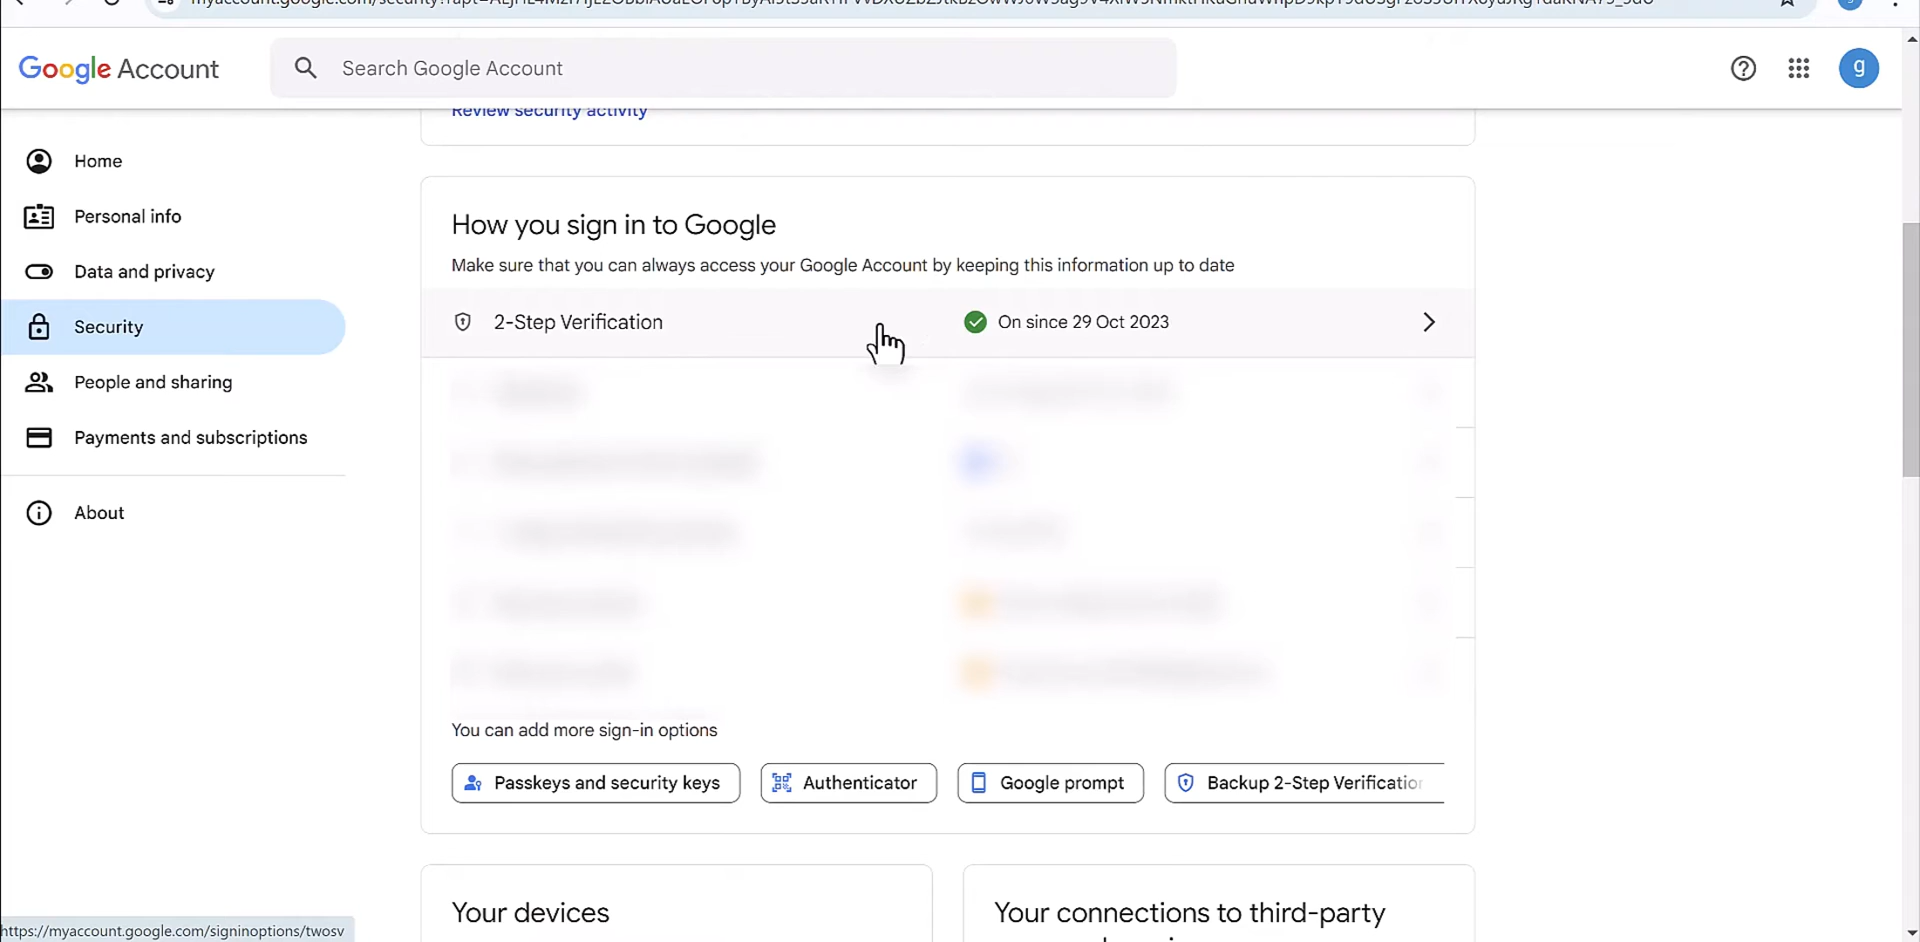 Google Account
Search Google Account
g
Review security activity
Home
Personal info
Data and privacy
Security
People and sharing
Payments and subscriptions
About
How you sign in to Google
Make sure that you can always access your Google Account by keeping this information up to date
2-Step Verification
On since 29 Oct 2023
You can add more sign-in options
Passkeys and security keys
Authenticator
Google prompt
Backup 2-Step Verification
Your devices
Your connections to third-party
https://myaccount.google.com/signinoptions/twosv